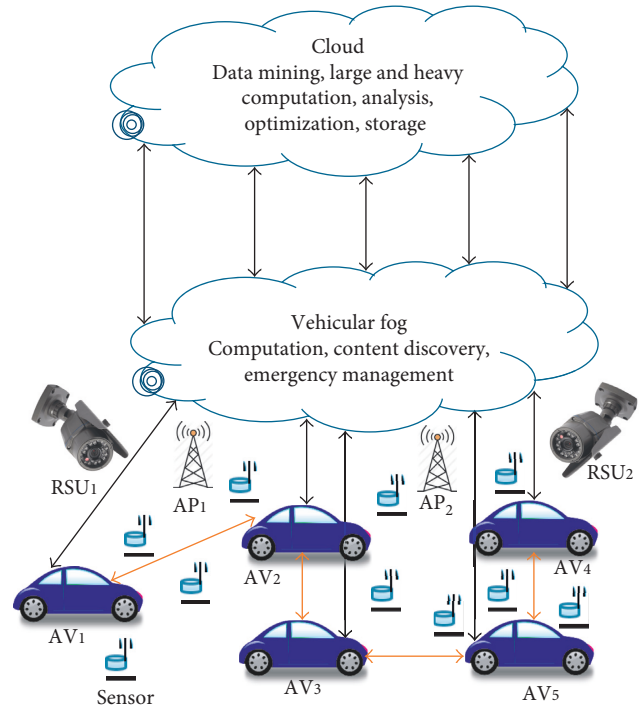 Cloud
Data mining, large and heavy
computation, analysis,
optimization, storage
Vehicular fog
Computation, content discovery,
emergency management
RSU1
AP1
AP2
RSU2
AV2
AV4
AV1
AV3
AV5
Sensor